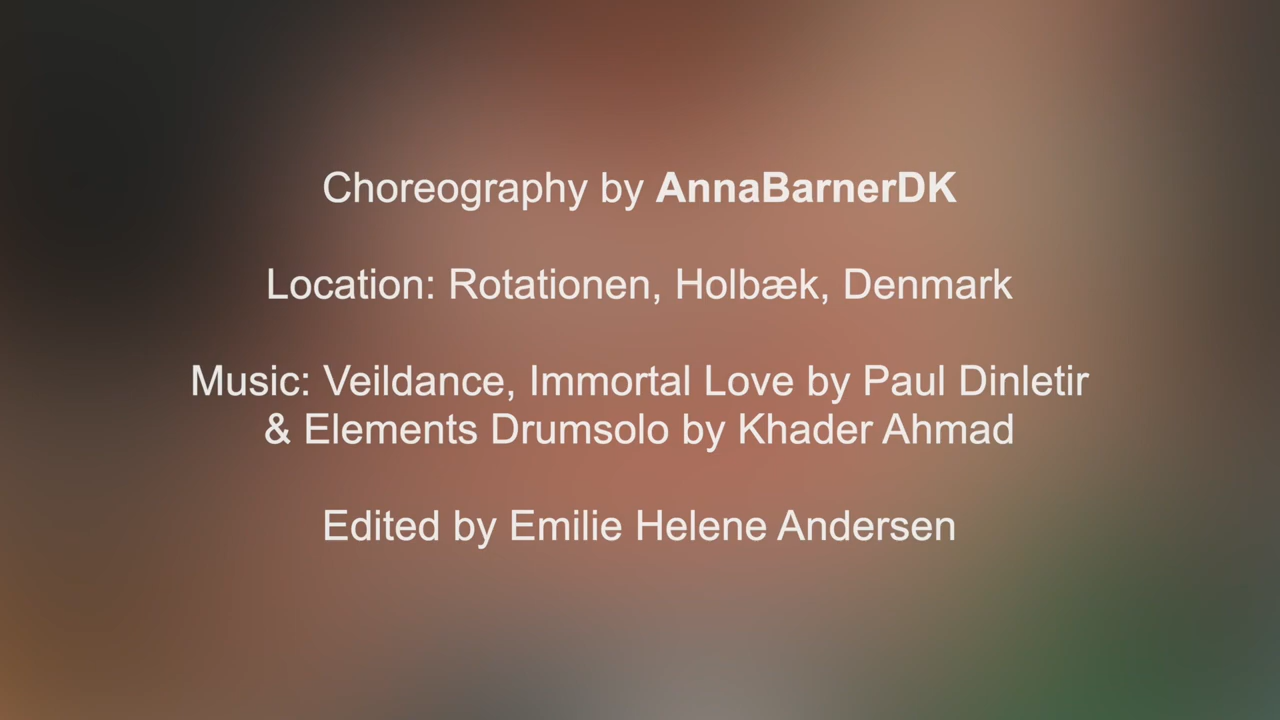 Choreography by AnnaBarnerDK
Location: Rotationen, Holbæk, Denmark
Music: Veildance, Immortal Love by Paul Dinletir
& Elements Drumsolo by Khader Ahmad
Edited by Emilie Helene Andersen